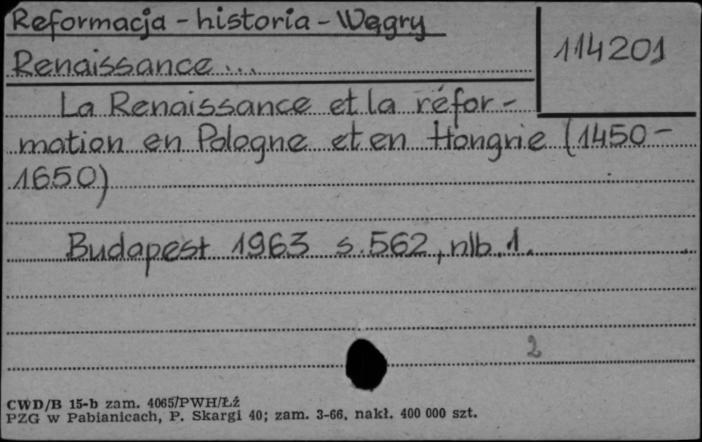 Reformacja - historia - Węgry
114201
Renaissance ...
La Renaissance et la réfor-
mation en Pologne et en Hongrie (1450-
1650)
Budapest 1963 s. 562, nlb. 1.
2
CWD/B 15-b zam. 4065/PWH/Łź
PZG w Pabianicach, P. Skargi 40; zam. 3-66. nakł. 400 000 szt.